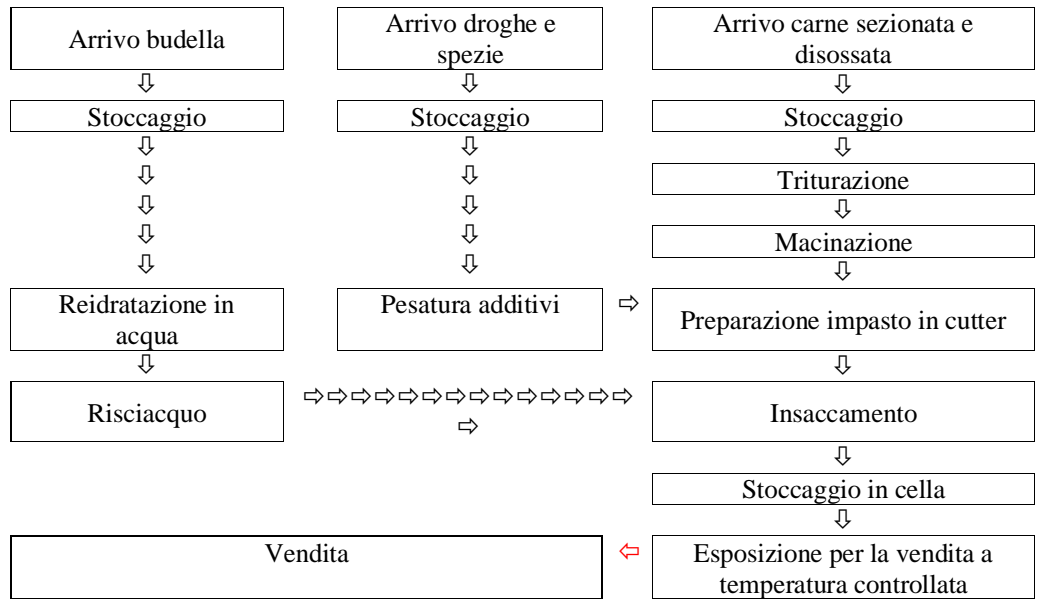 Arrivo budella
Arrivo droghe e
spezie
Arrivo carne sezionata e
disossata
Stoccaggio
Stoccaggio
Stoccaggio
Triturazione
Macinazione
Reidratazione in
acqua
Pesatura additivi
Preparazione impasto in cutter
Risciacquo
Insaccamento
Stoccaggio in cella
Vendita
Esposizione per la vendita a
temperatura controllata